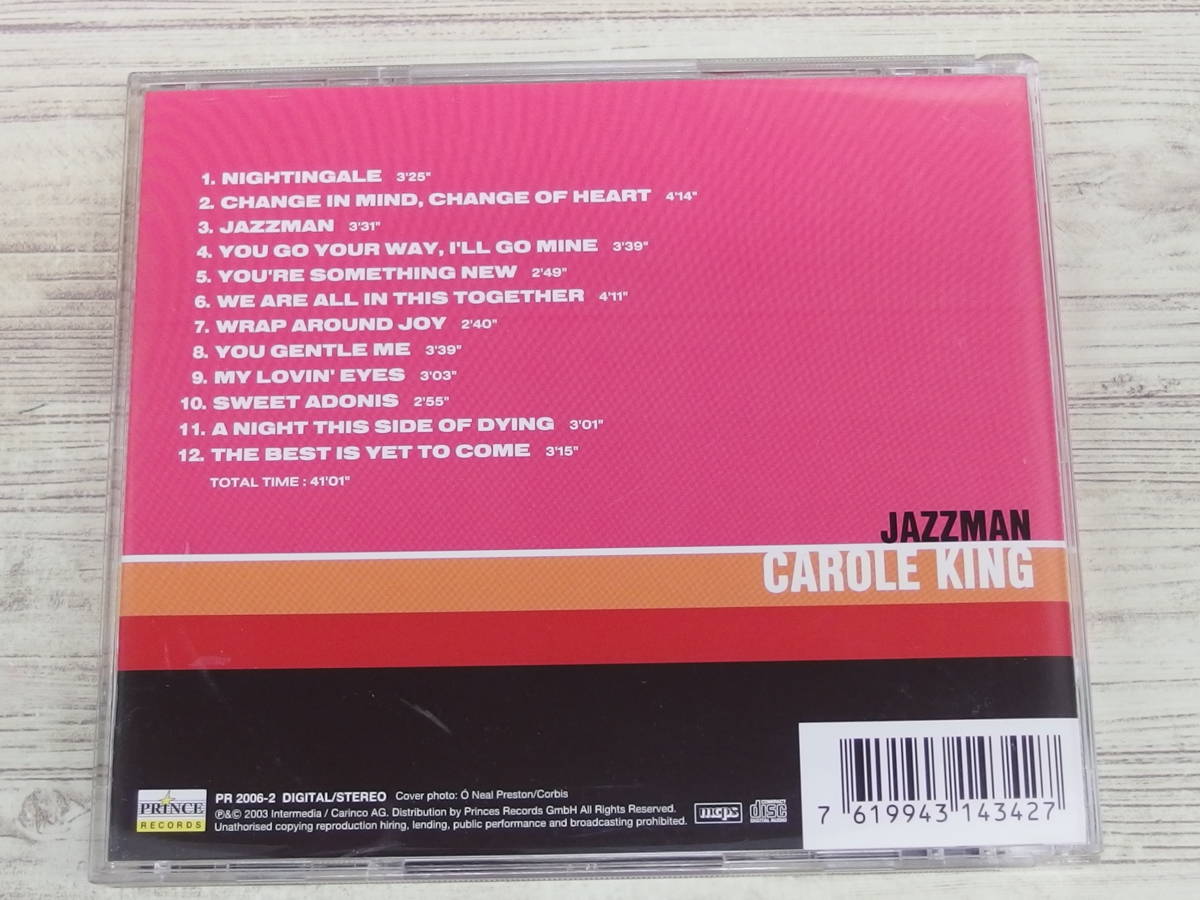 1. NIGHTINGALE 3'25"
2. CHANGE IN MIND, CHANGE OF HEART 4'14"
3. JAZZMAN 3'31"
4. YOU GO YOUR WAY, I'LL GO MINE 3'39"
5. YOU'RE SOMETHING NEW 2'49"
6. WE ARE ALL IN THIS TOGETHER 4'11"
7. WRAP AROUND JOY 2'40"
8. YOU GENTLE ME 3'39"
9. MY LOVIN' EYES 3'03"
10. SWEET ADONIS 2'55"
11. A NIGHT THIS SIDE OF DYING 3'01"
12. THE BEST IS YET TO COME 3'15"
TOTAL TIME : 41'01"
JAZZMAN
CAROLE KING
PRINCE
RECORDS
PR 2006-2 DIGITAL/STEREO Cover photo: Ó Neal Preston/Corbis
℗&© 2003 Intermedia / Carinco AG. Distribution by Princes Records GmbH All Rights Reserved.
Unathorised copying reproduction hiring, lending, public performance and broadcasting prohibited.
mcps
COMPACT
disc
DIGITAL AUDIO
7 619943 143427